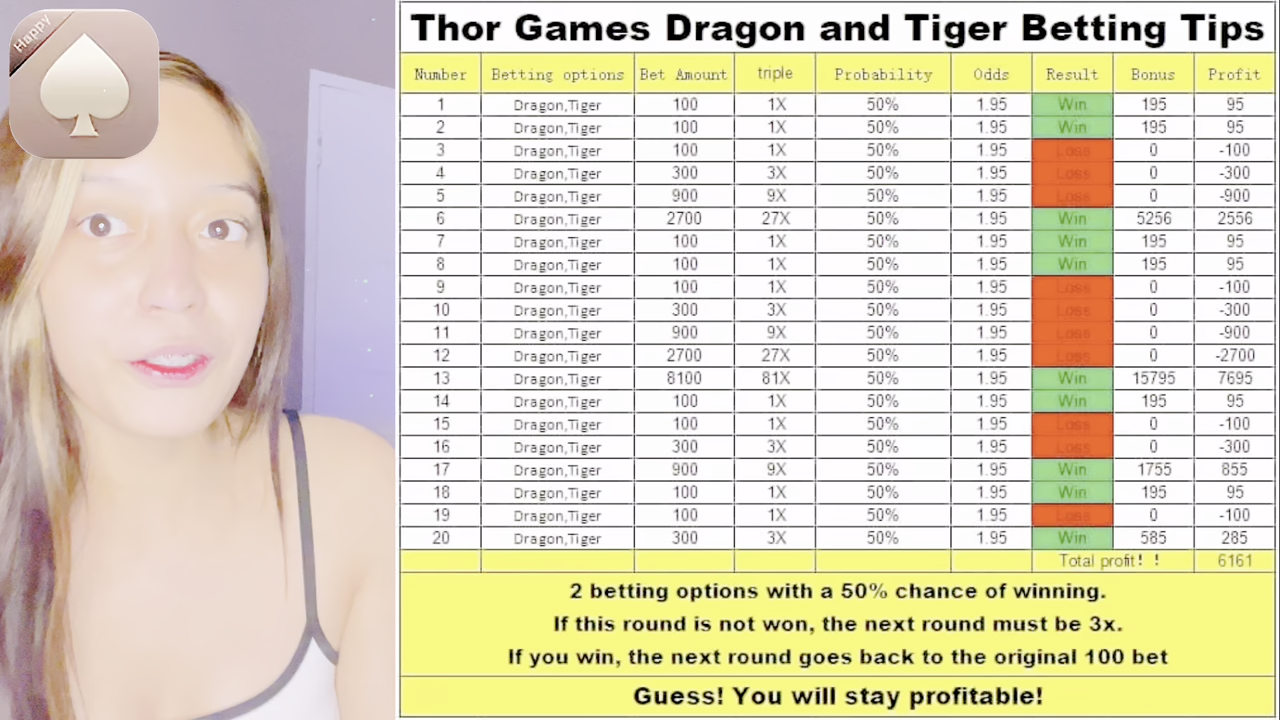 Happy
Thor Games Dragon and Tiger Betting Tips
Number Betting options Bet Amount triple Probability Odds Result Bonus Profit
1 Dragon,Tiger 100 1X 50% 1.95 Win 195 95
2 Dragon,Tiger 100 1X 50% 1.95 Win 195 95
3 Dragon,Tiger 100 1X 50% 1.95 Loss 0 -100
4 Dragon,Tiger 300 3X 50% 1.95 Loss 0 -300
5 Dragon,Tiger 900 9X 50% 1.95 Loss 0 -900
6 Dragon,Tiger 2700 27X 50% 1.95 Win 5256 2556
7 Dragon,Tiger 100 1X 50% 1.95 Win 195 95
8 Dragon,Tiger 100 1X 50% 1.95 Win 195 95
9 Dragon,Tiger 100 1X 50% 1.95 Loss 0 -100
10 Dragon,Tiger 300 3X 50% 1.95 Loss 0 -300
11 Dragon,Tiger 900 9X 50% 1.95 Loss 0 -900
12 Dragon,Tiger 2700 27X 50% 1.95 Loss 0 -2700
13 Dragon,Tiger 8100 81X 50% 1.95 Win 15795 7695
14 Dragon,Tiger 100 1X 50% 1.95 Win 195 95
15 Dragon,Tiger 100 1X 50% 1.95 Loss 0 -100
16 Dragon,Tiger 300 3X 50% 1.95 Loss 0 -300
17 Dragon,Tiger 900 9X 50% 1.95 Win 1755 855
18 Dragon,Tiger 100 1X 50% 1.95 Win 195 95
19 Dragon,Tiger 100 1X 50% 1.95 Loss 0 -100
20 Dragon,Tiger 300 3X 50% 1.95 Win 585 285
Total profit! ! 6161
2 betting options with a 50% chance of winning.
If this round is not won, the next round must be 3x.
If you win, the next round goes back to the original 100 bet
Guess! You will stay profitable!